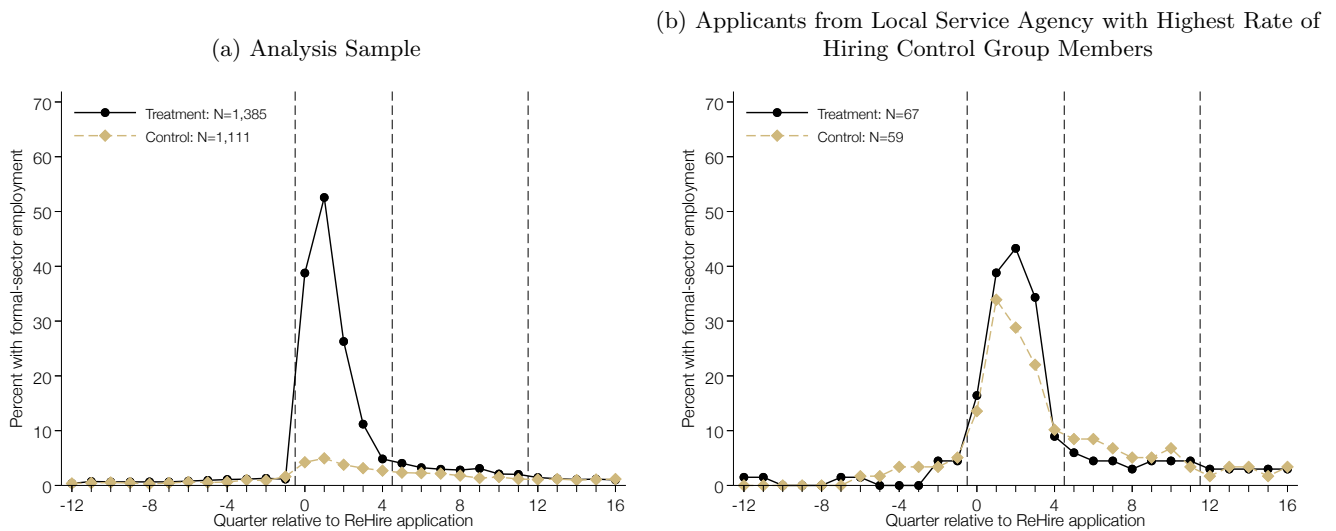 (a) Analysis Sample
Percent with formal-sector employment
70
60
50
40
30
20
10
0
Treatment: N=1,385
Control: N=1,111
-12 -8 -4 0 4 8 12 16
Quarter relative to ReHire application
(b) Applicants from Local Service Agency with Highest Rate of
Hiring Control Group Members
Percent with formal-sector employment
70
60
50
40
30
20
10
0
Treatment: N=67
Control: N=59
-12 -8 -4 0 4 8 12 16
Quarter relative to ReHire application